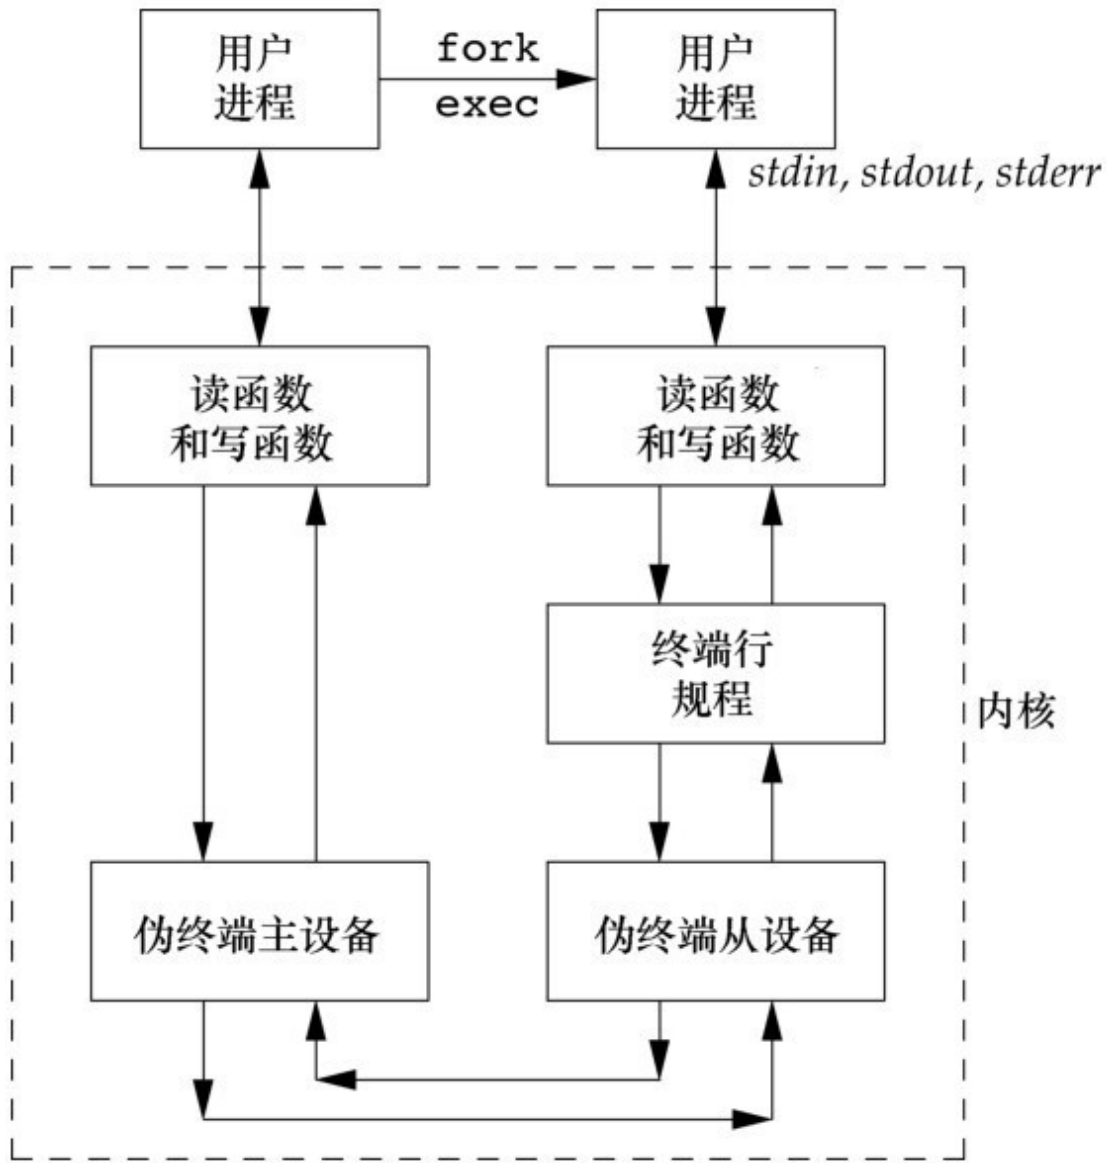 用户
进程
fork
exec
用户
进程
stdin, stdout, stderr
读函数
和写函数
读函数
和写函数
终端行
规程
内核
伪终端主设备
伪终端从设备